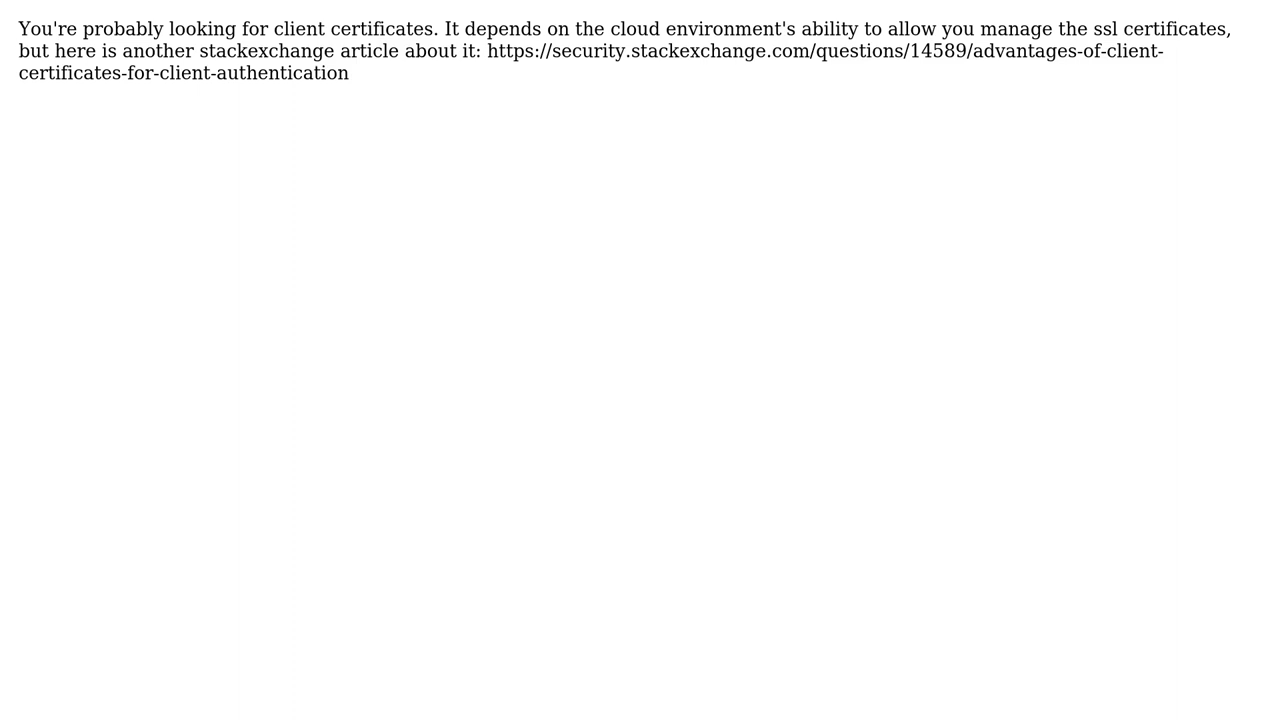 You're probably looking for client certificates. It depends on the cloud environment's ability to allow you manage the ssl certificates,
but here is another stackexchange article about it: https://security.stackexchange.com/questions/14589/advantages-of-client-
certificates-for-client-authentication